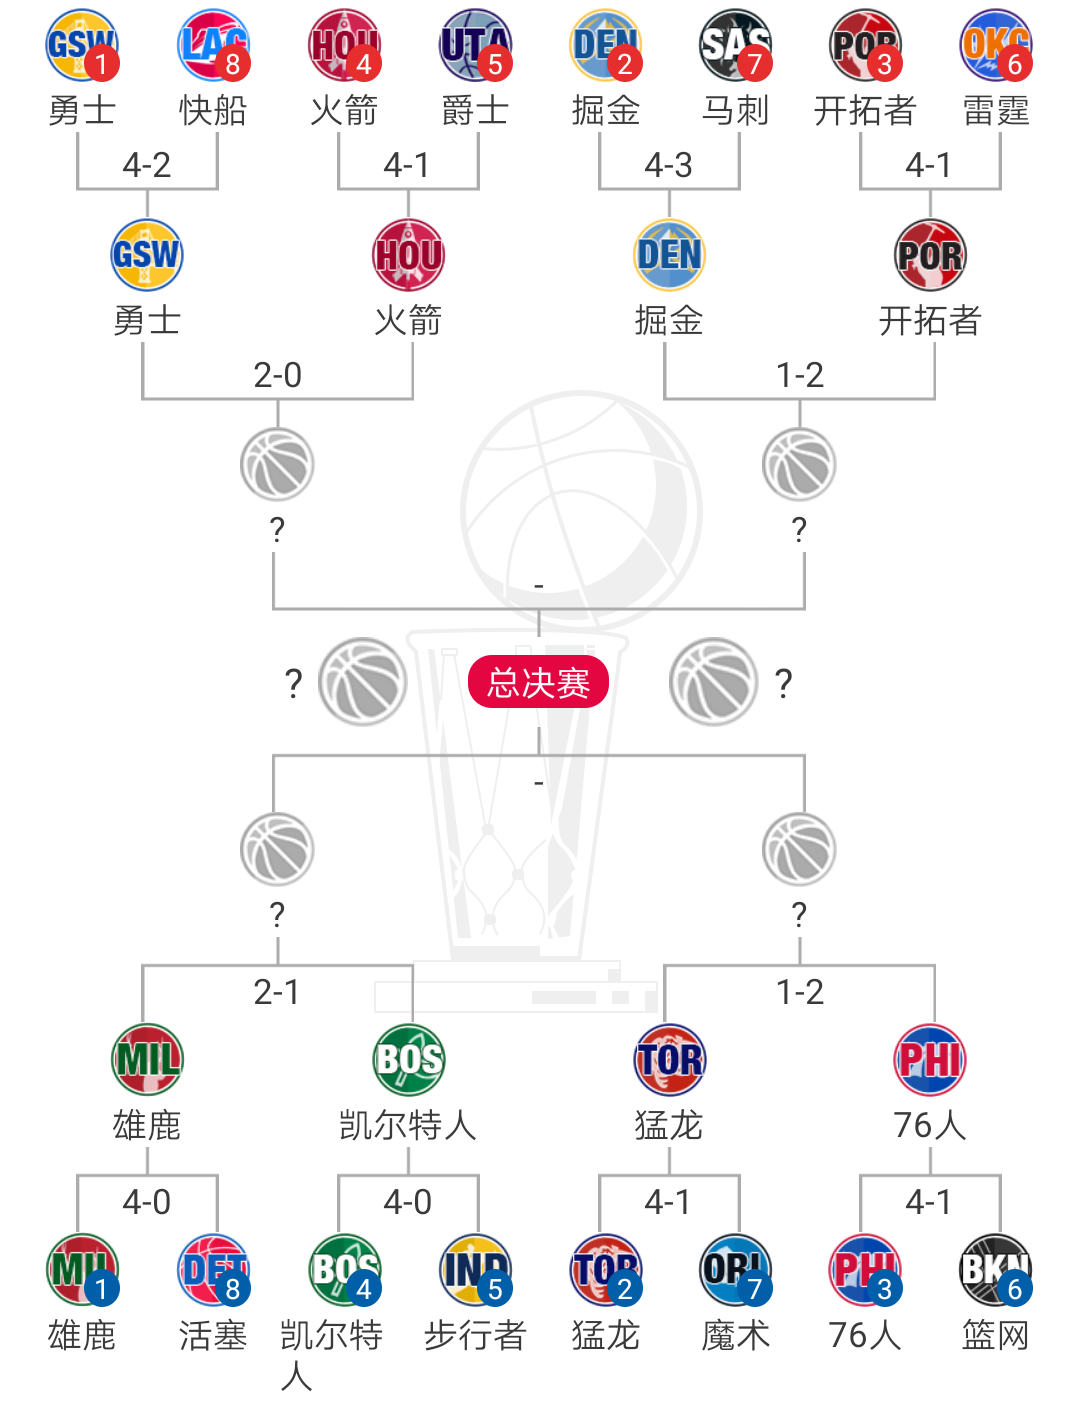 GSW 1 LAC 8 HOU 4 UTA 5 DEN 2 SAS 7 POR 3 OKC 6
勇士 快船 火箭 爵士 掘金 马刺 开拓者 雷霆
4-2 4-1 4-3 4-1
GSW HOU DEN POR
勇士 火箭 掘金 开拓者
2-0 1-2
? ?
-
? 总决赛 ?
-
? ?
2-1 1-2
MIL BOS TOR PHI
雄鹿 凯尔特人 猛龙 76人
4-0 4-0 4-1 4-1
MIL 1 DET 8 BOS 4 IND 5 TOR 2 ORL 7 PHI 3 BKN 6
雄鹿 活塞 凯尔特 步行者 猛龙 魔术 76人 篮网
人